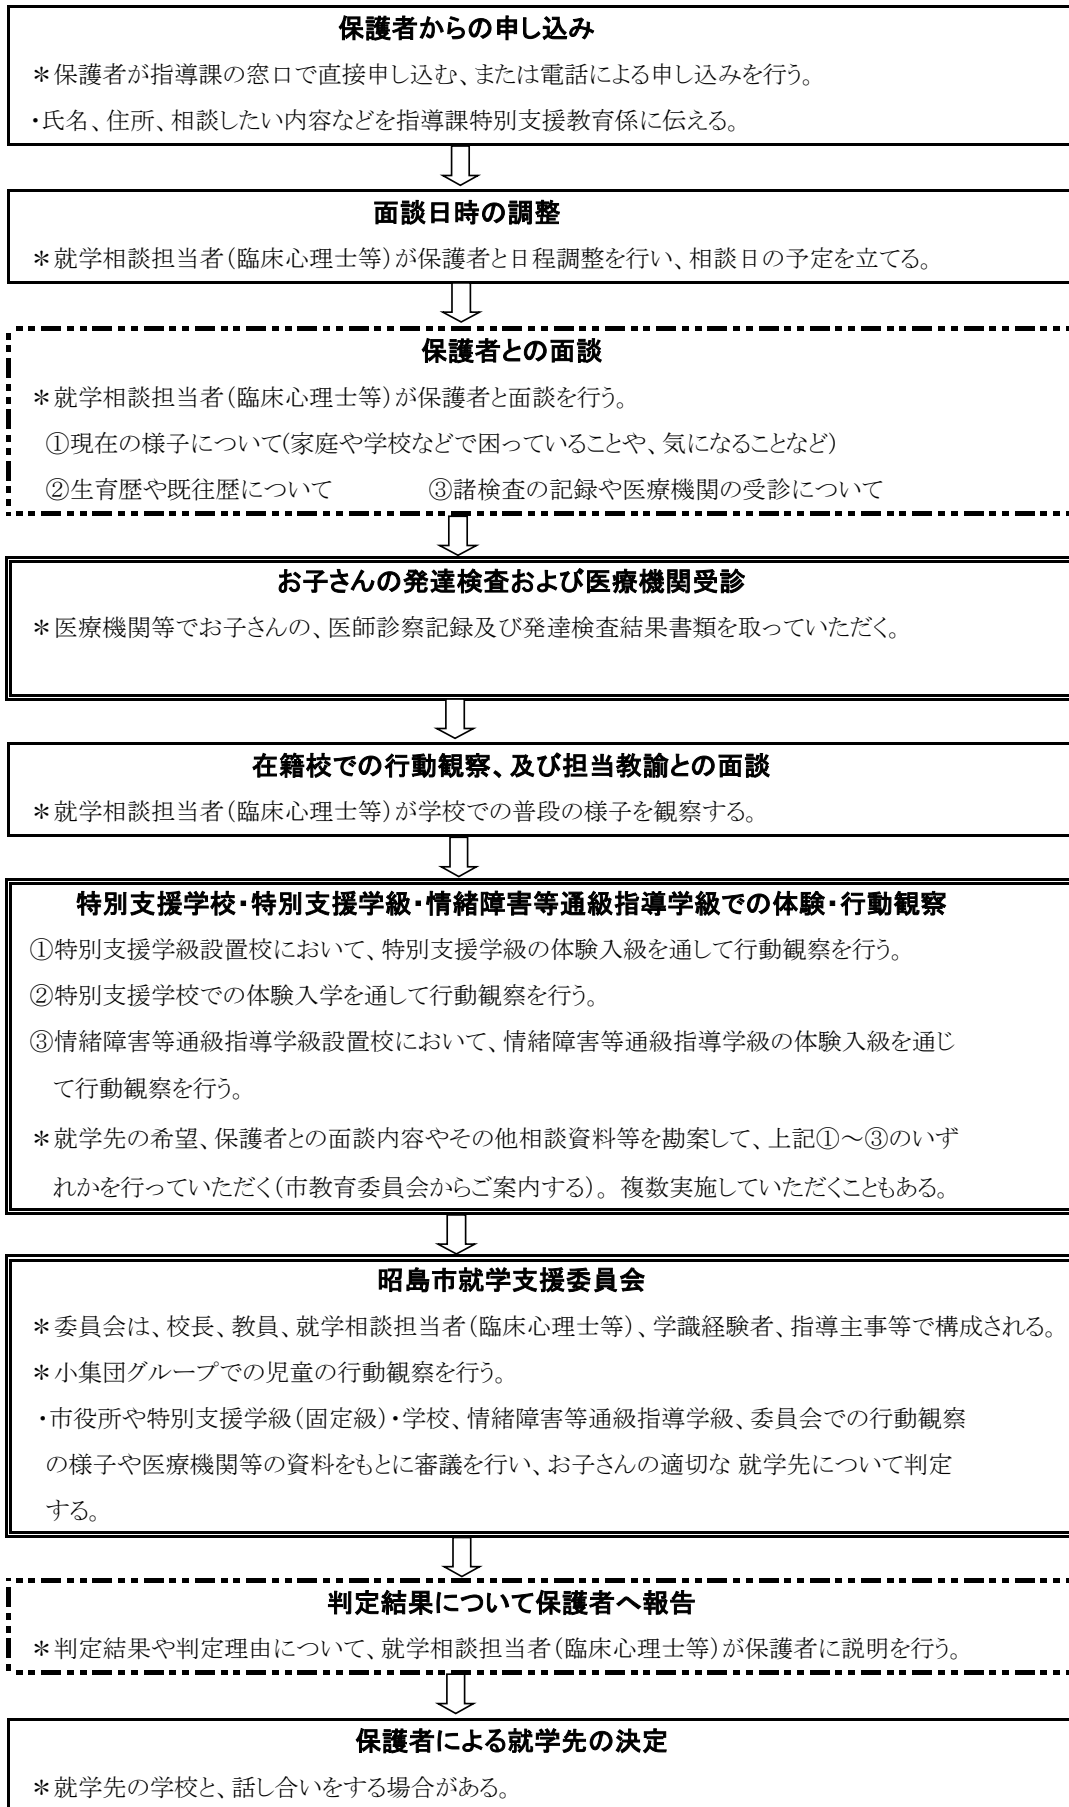 保護者からの申し込み
＊保護者が指導課の窓口で直接申し込む、または電話による申し込みを行う。
・氏名、住所、相談したい内容などを指導課特別支援教育係に伝える。
面談日時の調整
＊就学相談担当者（臨床心理士等）が保護者と日程調整を行い、相談日の予定を立てる。
保護者との面談
＊就学相談担当者（臨床心理士等）が保護者と面談を行う。
①現在の様子について(家庭や学校などで困っていることや、気になることなど)
②生育歴や既往歴について　　　　③諸検査の記録や医療機関の受診について
お子さんの発達検査および医療機関受診
＊医療機関等でお子さんの、医師診察記録及び発達検査結果書類を取っていただく。
在籍校での行動観察、及び担当教諭との面談
＊就学相談担当者（臨床心理士等）が学校での普段の様子を観察する。
特別支援学校・特別支援学級・情緒障害等通級指導学級での体験・行動観察
①特別支援学級設置校において、特別支援学級の体験入級を通して行動観察を行う。
②特別支援学校での体験入学を通して行動観察を行う。
③情緒障害等通級指導学級設置校において、情緒障害等通級指導学級の体験入級を通じ
て行動観察を行う。
＊就学先の希望、保護者との面談内容やその他相談資料等を勘案して、上記①～③のいず
れかを行っていただく（市教育委員会からご案内する）。複数実施していただくこともある。
昭島市就学支援委員会
＊委員会は、校長、教員、就学相談担当者（臨床心理士等）、学識経験者、指導主事等で構成される。
＊小集団グループでの児童の行動観察を行う。
・市役所や特別支援学級（固定級）・学校、情緒障害等通級指導学級、委員会での行動観察
の様子や医療機関等の資料をもとに審議を行い、お子さんの適切な 就学先について判定
する。
判定結果について保護者へ報告
＊判定結果や判定理由について、就学相談担当者（臨床心理士等）が保護者に説明を行う。
保護者による就学先の決定
＊就学先の学校と、話し合いをする場合がある。